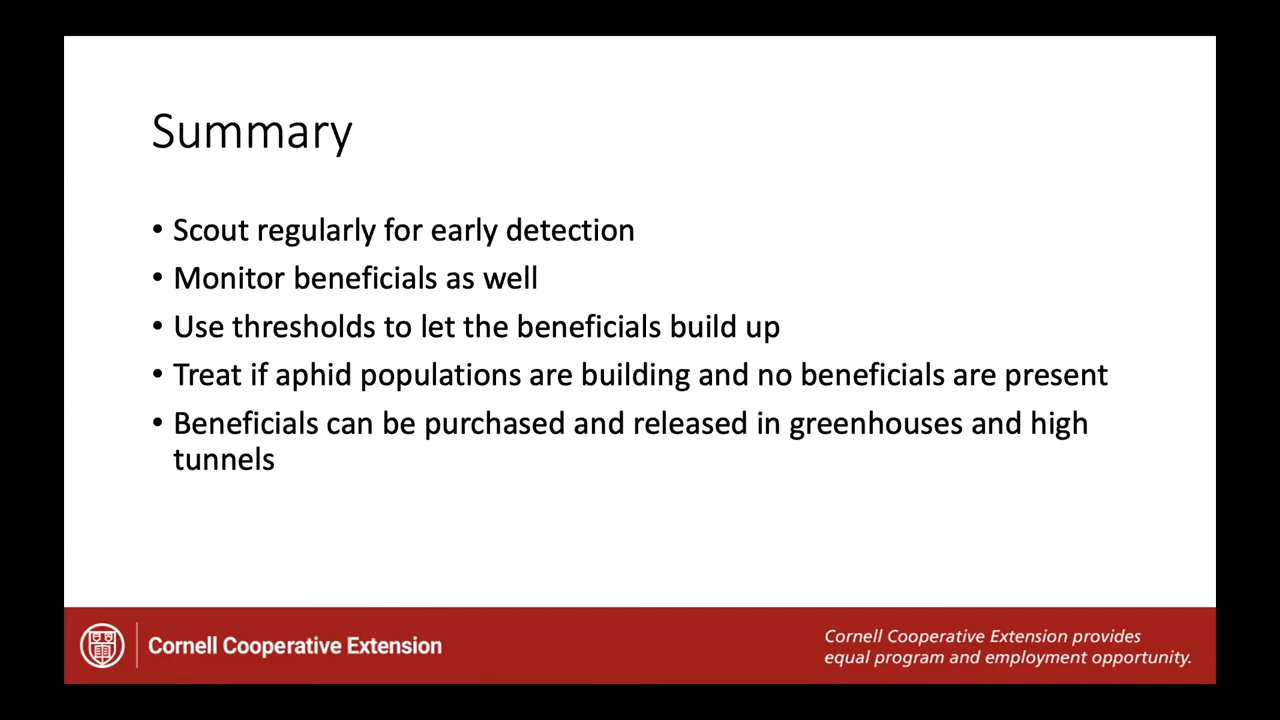 Summary
• Scout regularly for early detection
• Monitor beneficials as well
• Use thresholds to let the beneficials build up
• Treat if aphid populations are building and no beneficials are present
• Beneficials can be purchased and released in greenhouses and high
tunnels
Cornell Cooperative Extension
Cornell Cooperative Extension provides
equal program and employment opportunity.